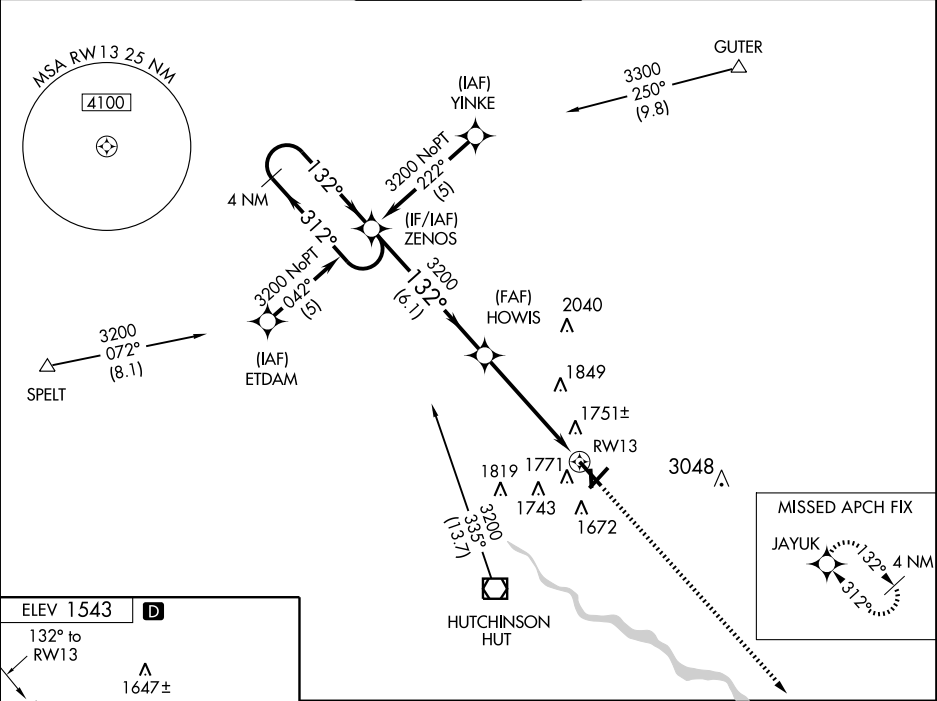 MSA RW13 25 NM
4100
GUTER
3300
250°
(9.8)
(IAF)
YINKE
3200 NoPT
222°
(5)
132°
4 NM
312°
(IF/IAF)
ZENOS
3200 NoPT
042°
(5)
3200
132°
(6.1)
(FAF)
HOWIS
2040
3200
072°
(8.1)
SPELT
(IAF)
ETDAM
1849
1751±
RW13
1819
1771
1743
1672
3048
3200
335°
(13.7)
HUTCHINSON
HUT
MISSED APCH FIX
JAYUK
132°
4 NM
312°
ELEV 1543
D
132° to
RW13
1647±